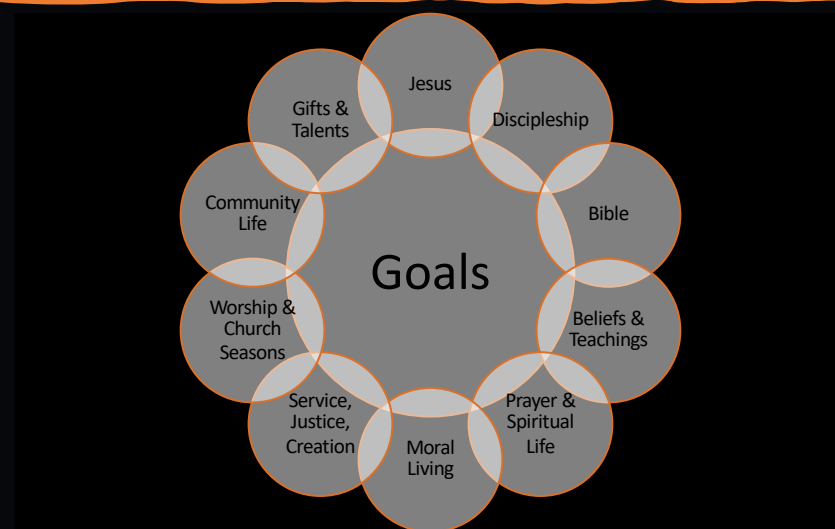 Jesus
Discipleship
Bible
Beliefs &
Teachings
Prayer &
Spiritual
Life
Moral
Living
Service,
Justice,
Creation
Worship &
Church
Seasons
Community
Life
Gifts &
Talents
Goals